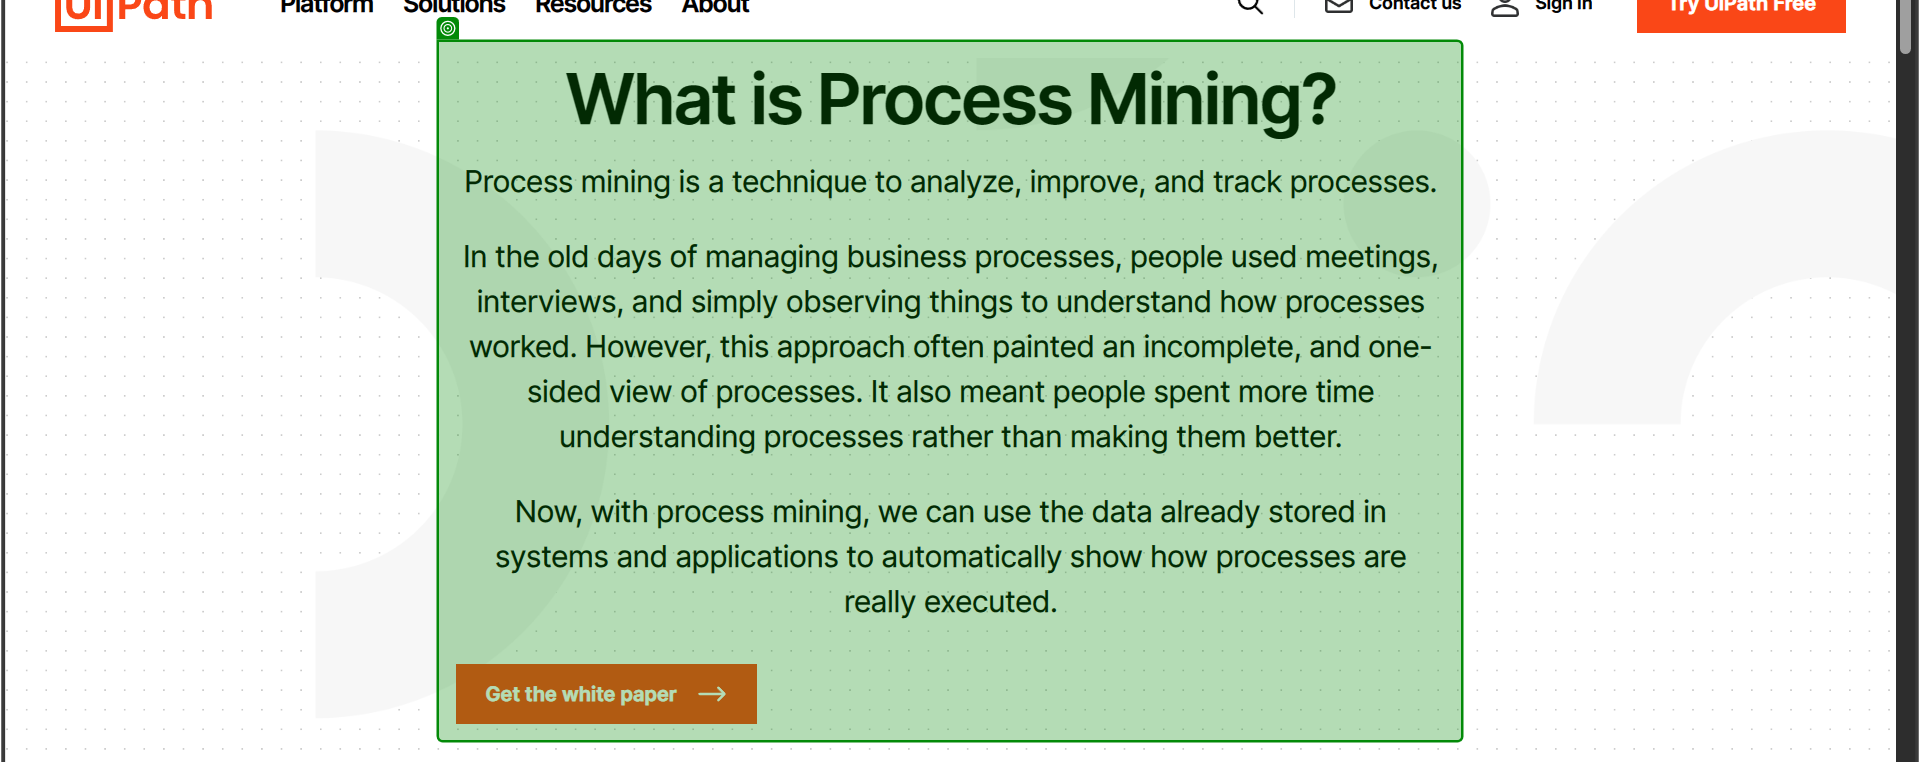 UiPath
Platform Solutions Resources About Contact us Sign in Try UiPath Free
What is Process Mining?
Process mining is a technique to analyze, improve, and track processes.
In the old days of managing business processes, people used meetings,
interviews, and simply observing things to understand how processes
worked. However, this approach often painted an incomplete, and one-
sided view of processes. It also meant people spent more time
understanding processes rather than making them better.
Now, with process mining, we can use the data already stored in
systems and applications to automatically show how processes are
really executed.
Get the white paper